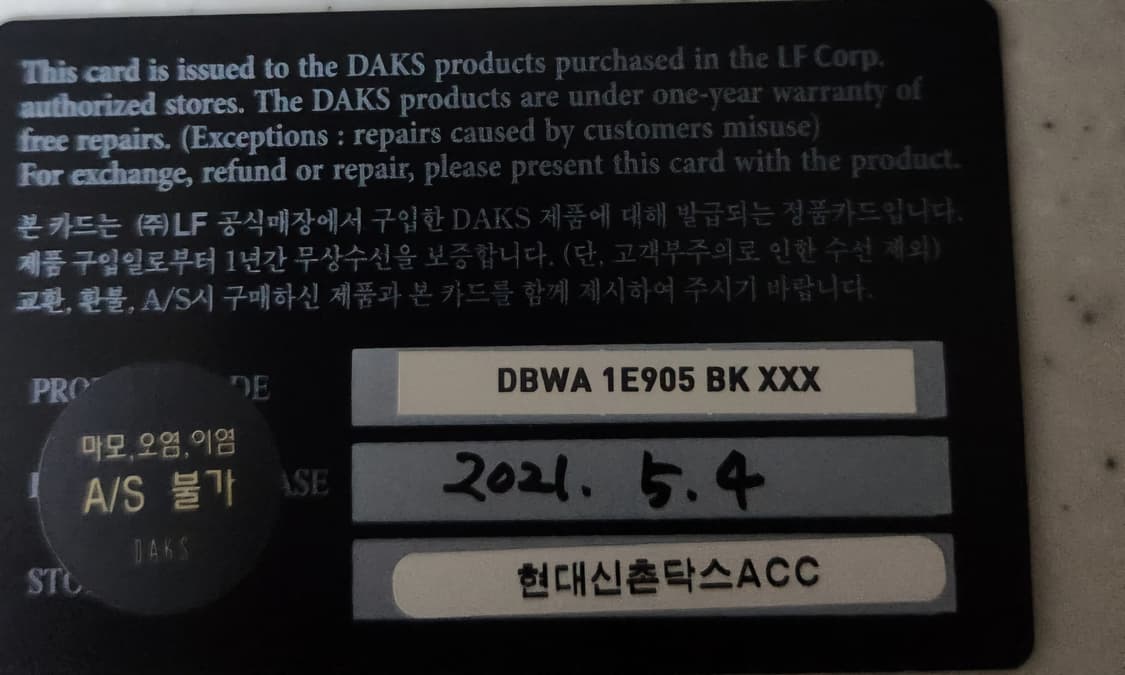 This card is issued to the DAKS products purchased in the LF Corp.
authorized stores. The DAKS products are under one-year warranty of
free repairs. (Exceptions : repairs caused by customers misuse)
For exchange, refund or repair, please present this card with the product.
본 카드는 (주)LF 공식매장에서 구입한 DAKS 제품에 대해 발급되는 정품카드입니다.
제품 구입일로부터 1년간 무상수선을 보증합니다. (단, 고객부주의로 인한 수선 제외)
교환, 환불, A/S시 구매하신 제품과 본 카드를 함께 제시하여 주시기 바랍니다.
DBWA 1E905 BK XXX
마모,오염,이염
A/S 불가
DAKS
2021. 5. 4
현대신촌닥스ACC